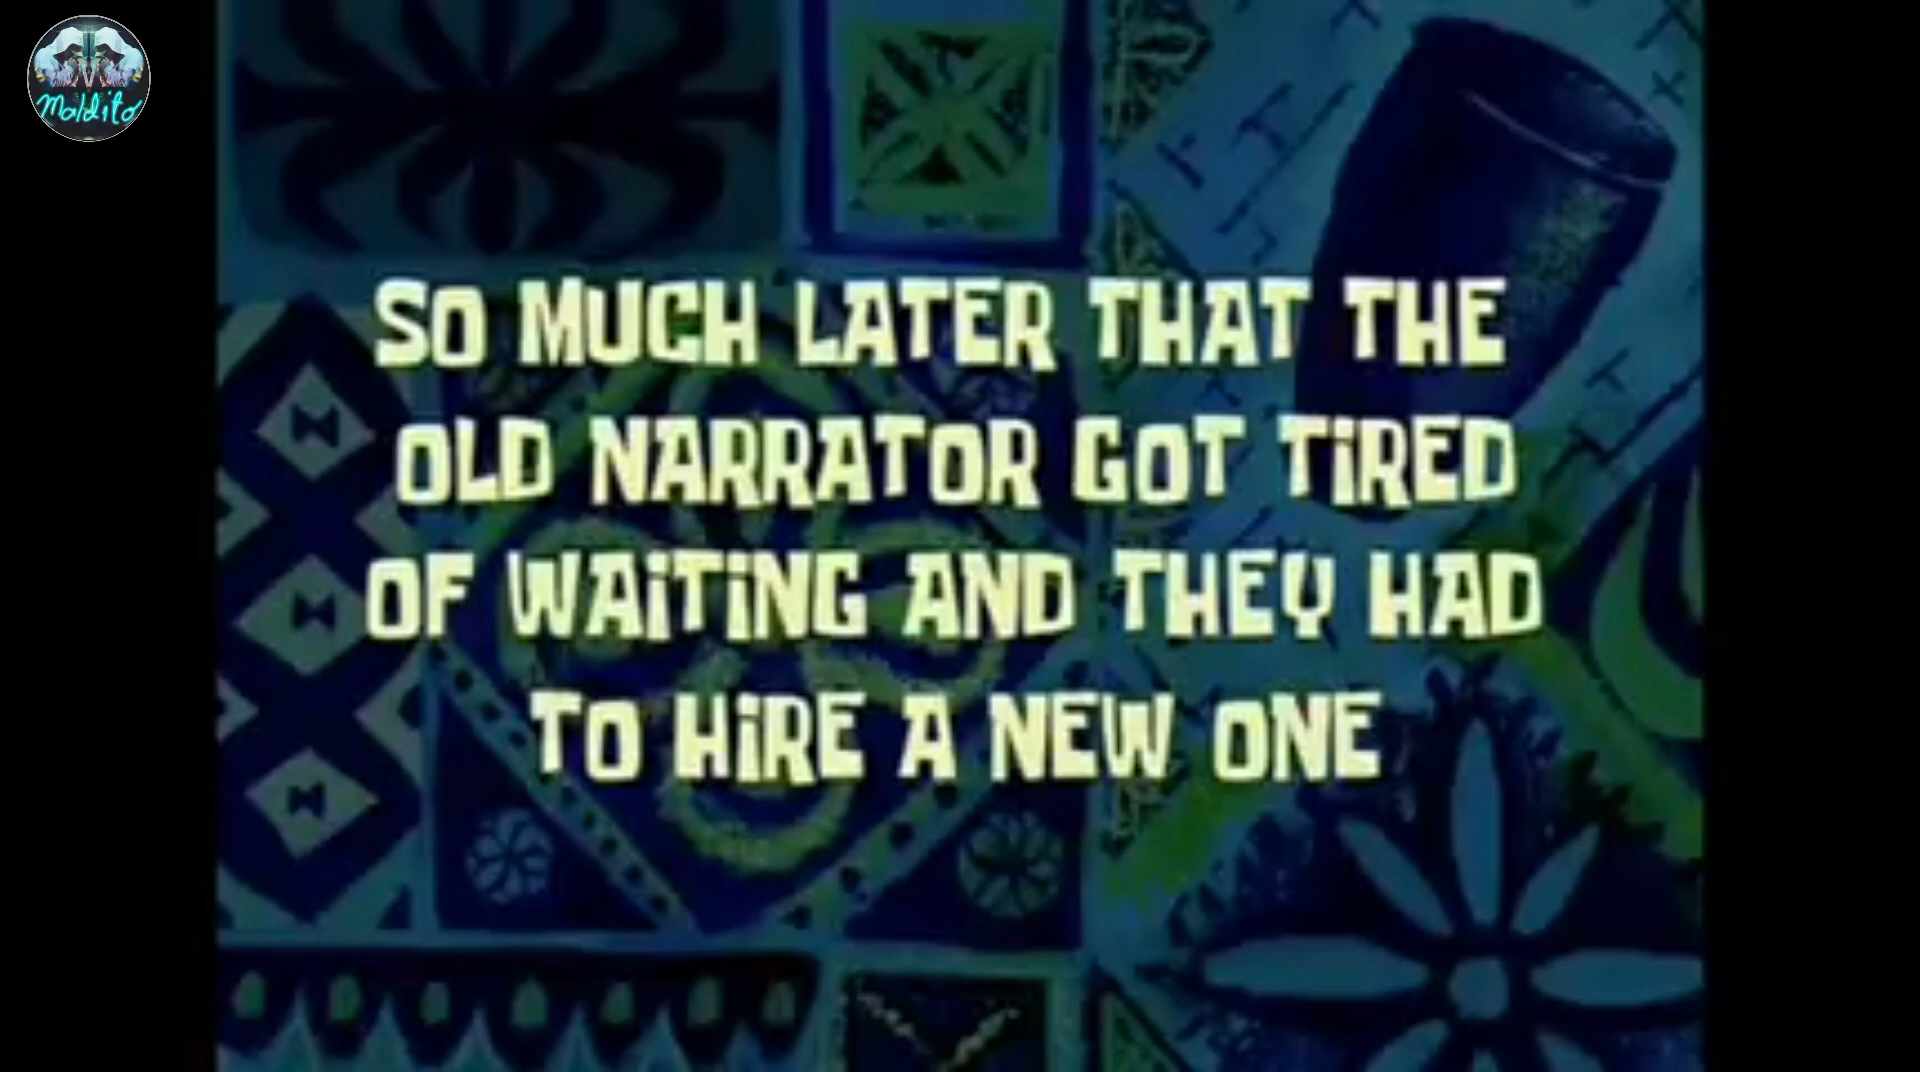 Maldito
SO MUCH LATER THAT THE
OLD NARRATOR GOT TIRED
OF WAITING AND THEY HAD
TO HIRE A NEW ONE